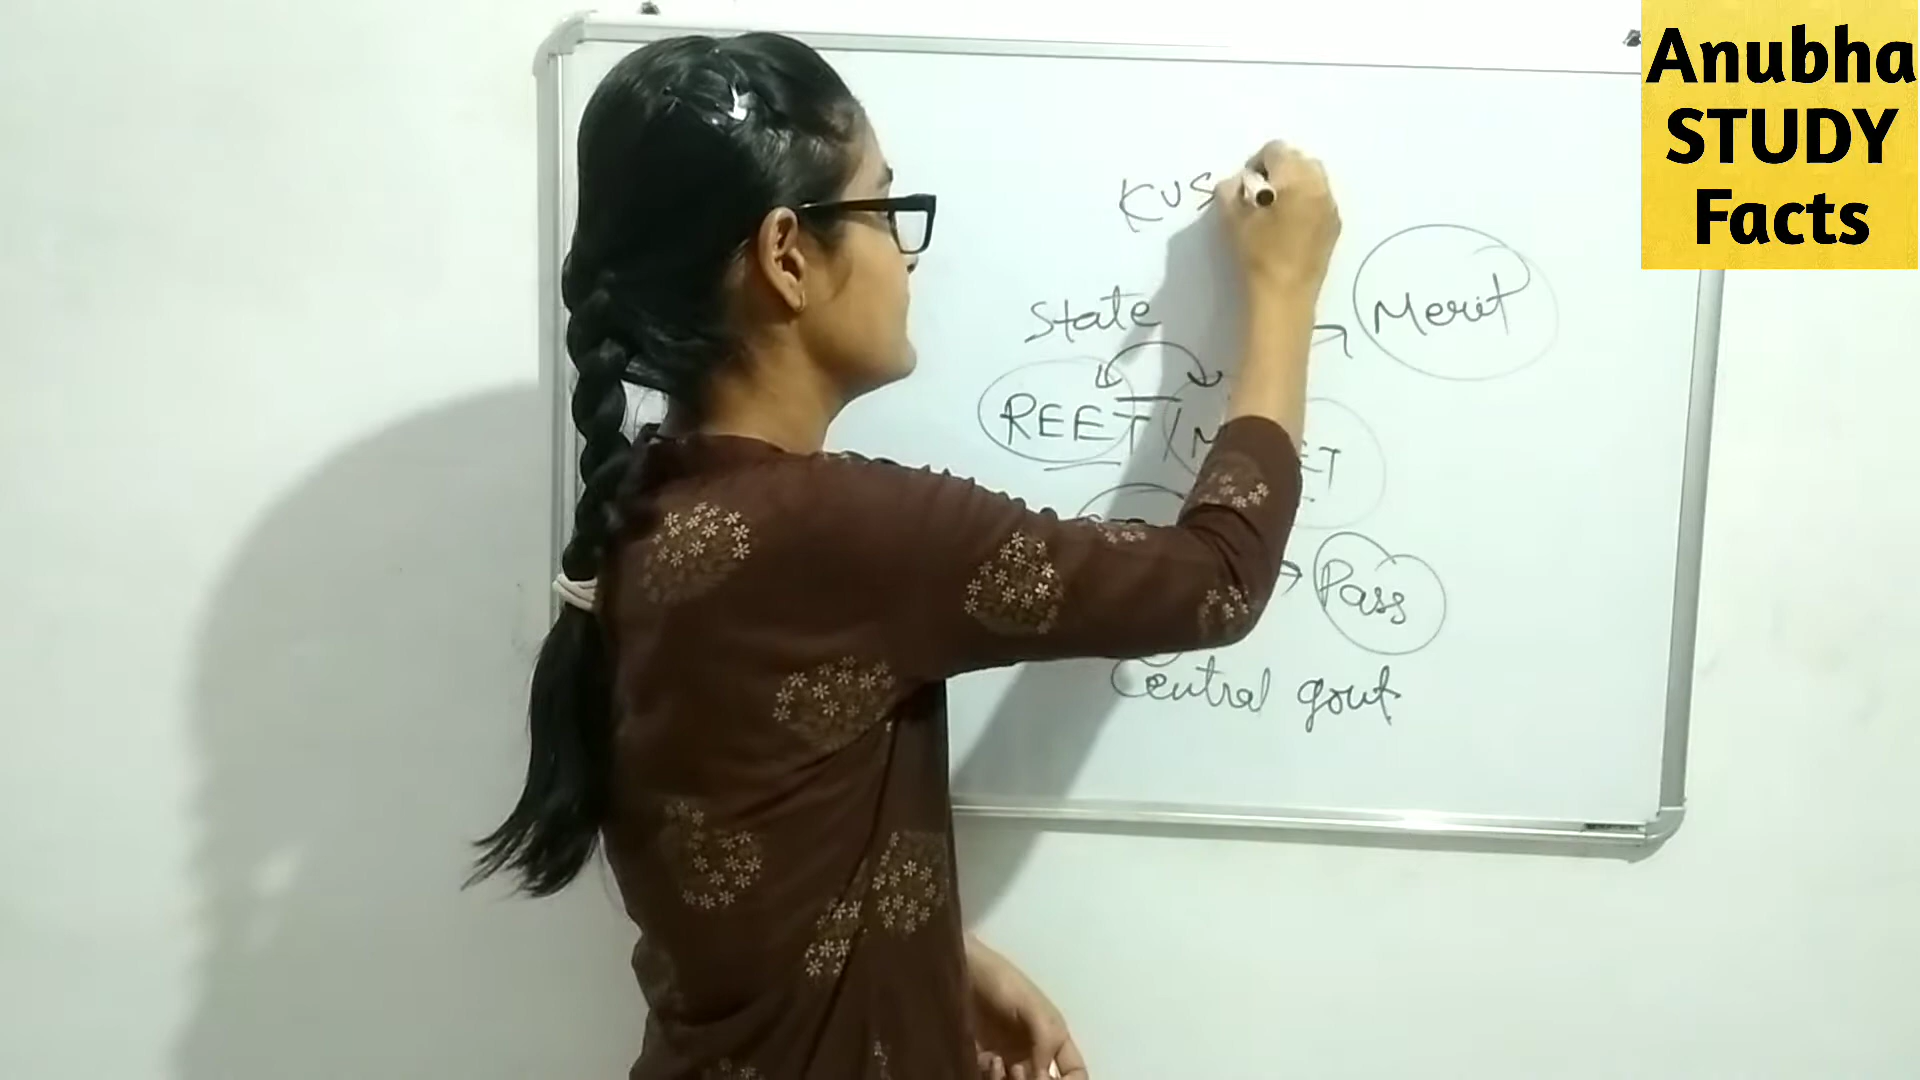 Anubha
STUDY
Facts
KVS
State
Merit
REET
Pass
Central govt